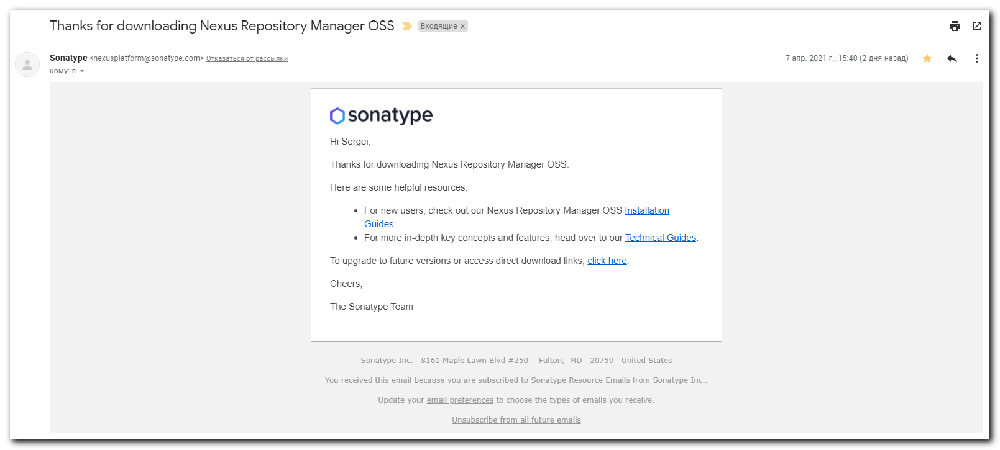 Thanks for downloading Nexus Repository Manager OSS Входящие ×
Sonatype <nexusplatform@sonatype.com> Отказаться от рассылки 7 апр. 2021 г., 15:40 (2 дня назад)
кому: я
sonatype
Hi Sergei,
Thanks for downloading Nexus Repository Manager OSS.
Here are some helpful resources:
• For new users, check out our Nexus Repository Manager OSS Installation
Guides.
• For more in-depth key concepts and features, head over to our Technical Guides.
To upgrade to future versions or access direct download links, click here.
Cheers,
The Sonatype Team
Sonatype Inc. 8161 Maple Lawn Blvd #250 Fulton, MD 20759 United States
You received this email because you are subscribed to Sonatype Resource Emails from Sonatype Inc..
Update your email preferences to choose the types of emails you receive.
Unsubscribe from all future emails